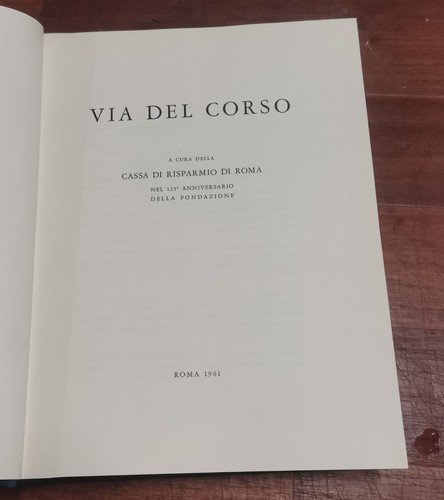 VIA DEL CORSO
A CURA DELLA
CASSA DI RISPARMIO DI ROMA
NEL 125° ANNIVERSARIO
DELLA FONDAZIONE
ROMA 1961